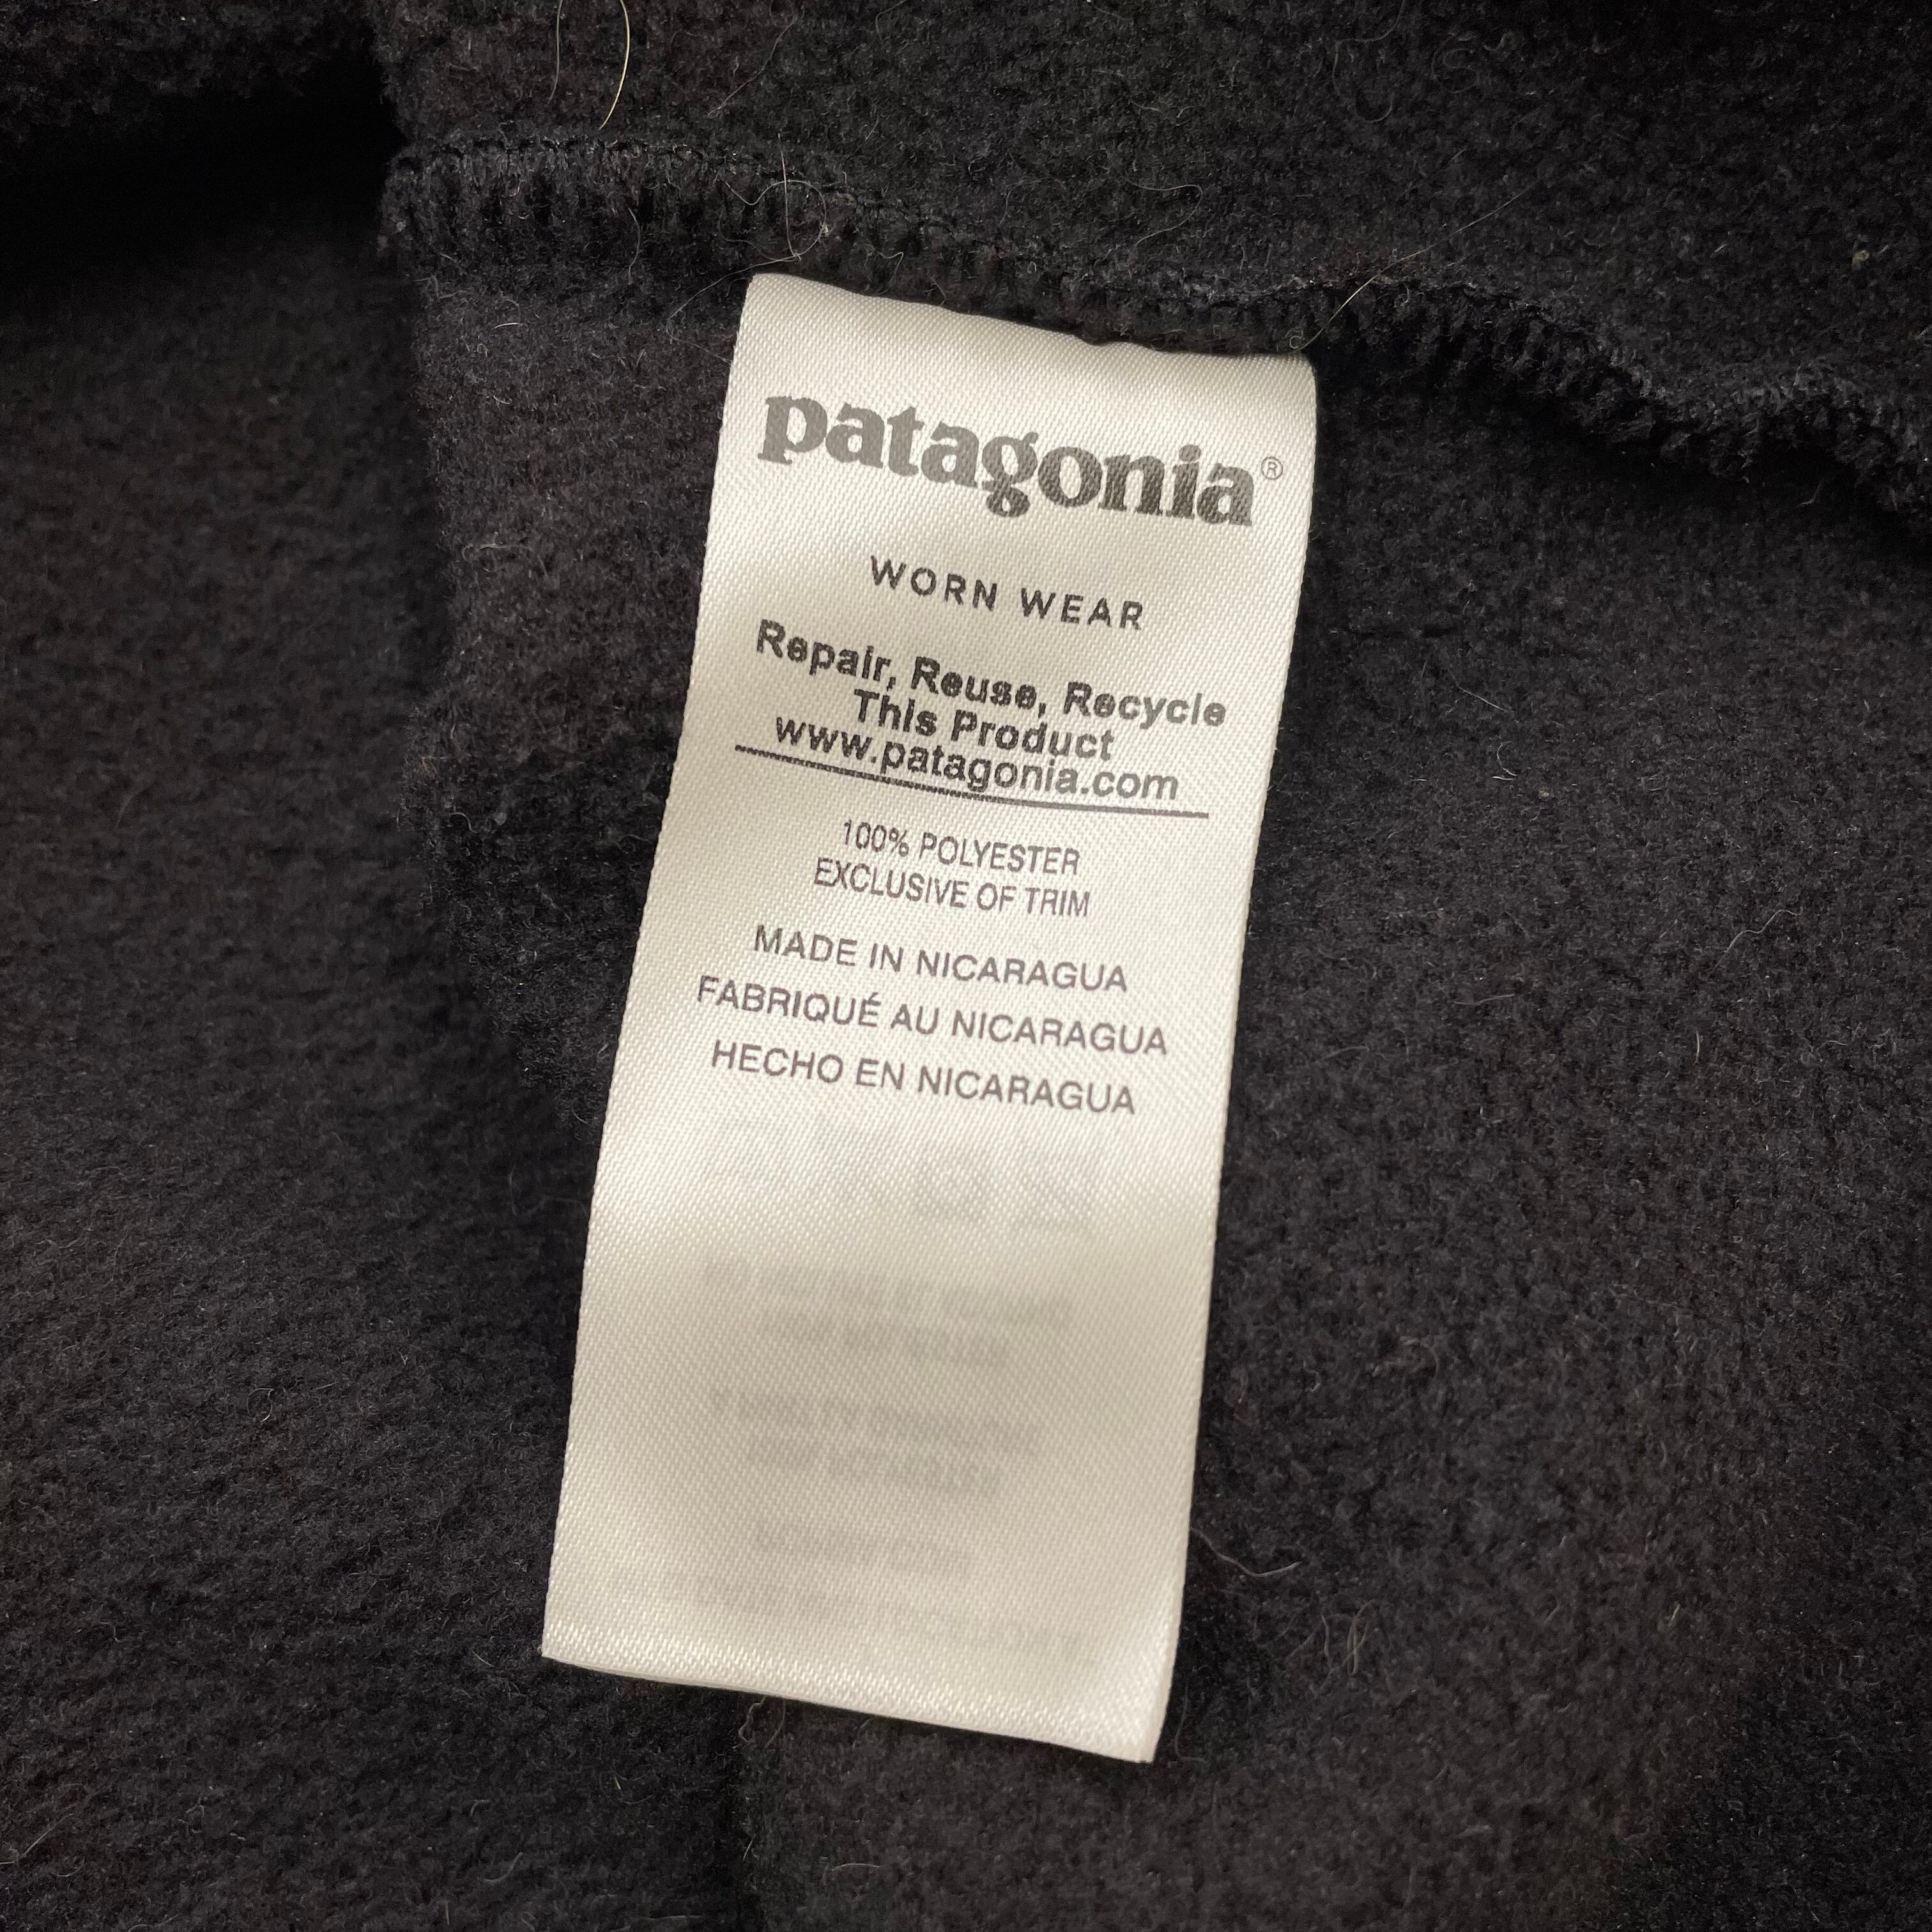 patagonia®
WORN WEAR
Repair, Reuse, Recycle
This Product
www.patagonia.com
100% POLYESTER
EXCLUSIVE OF TRIM
MADE IN NICARAGUA
FABRIQUÉ AU NICARAGUA
HECHO EN NICARAGUA